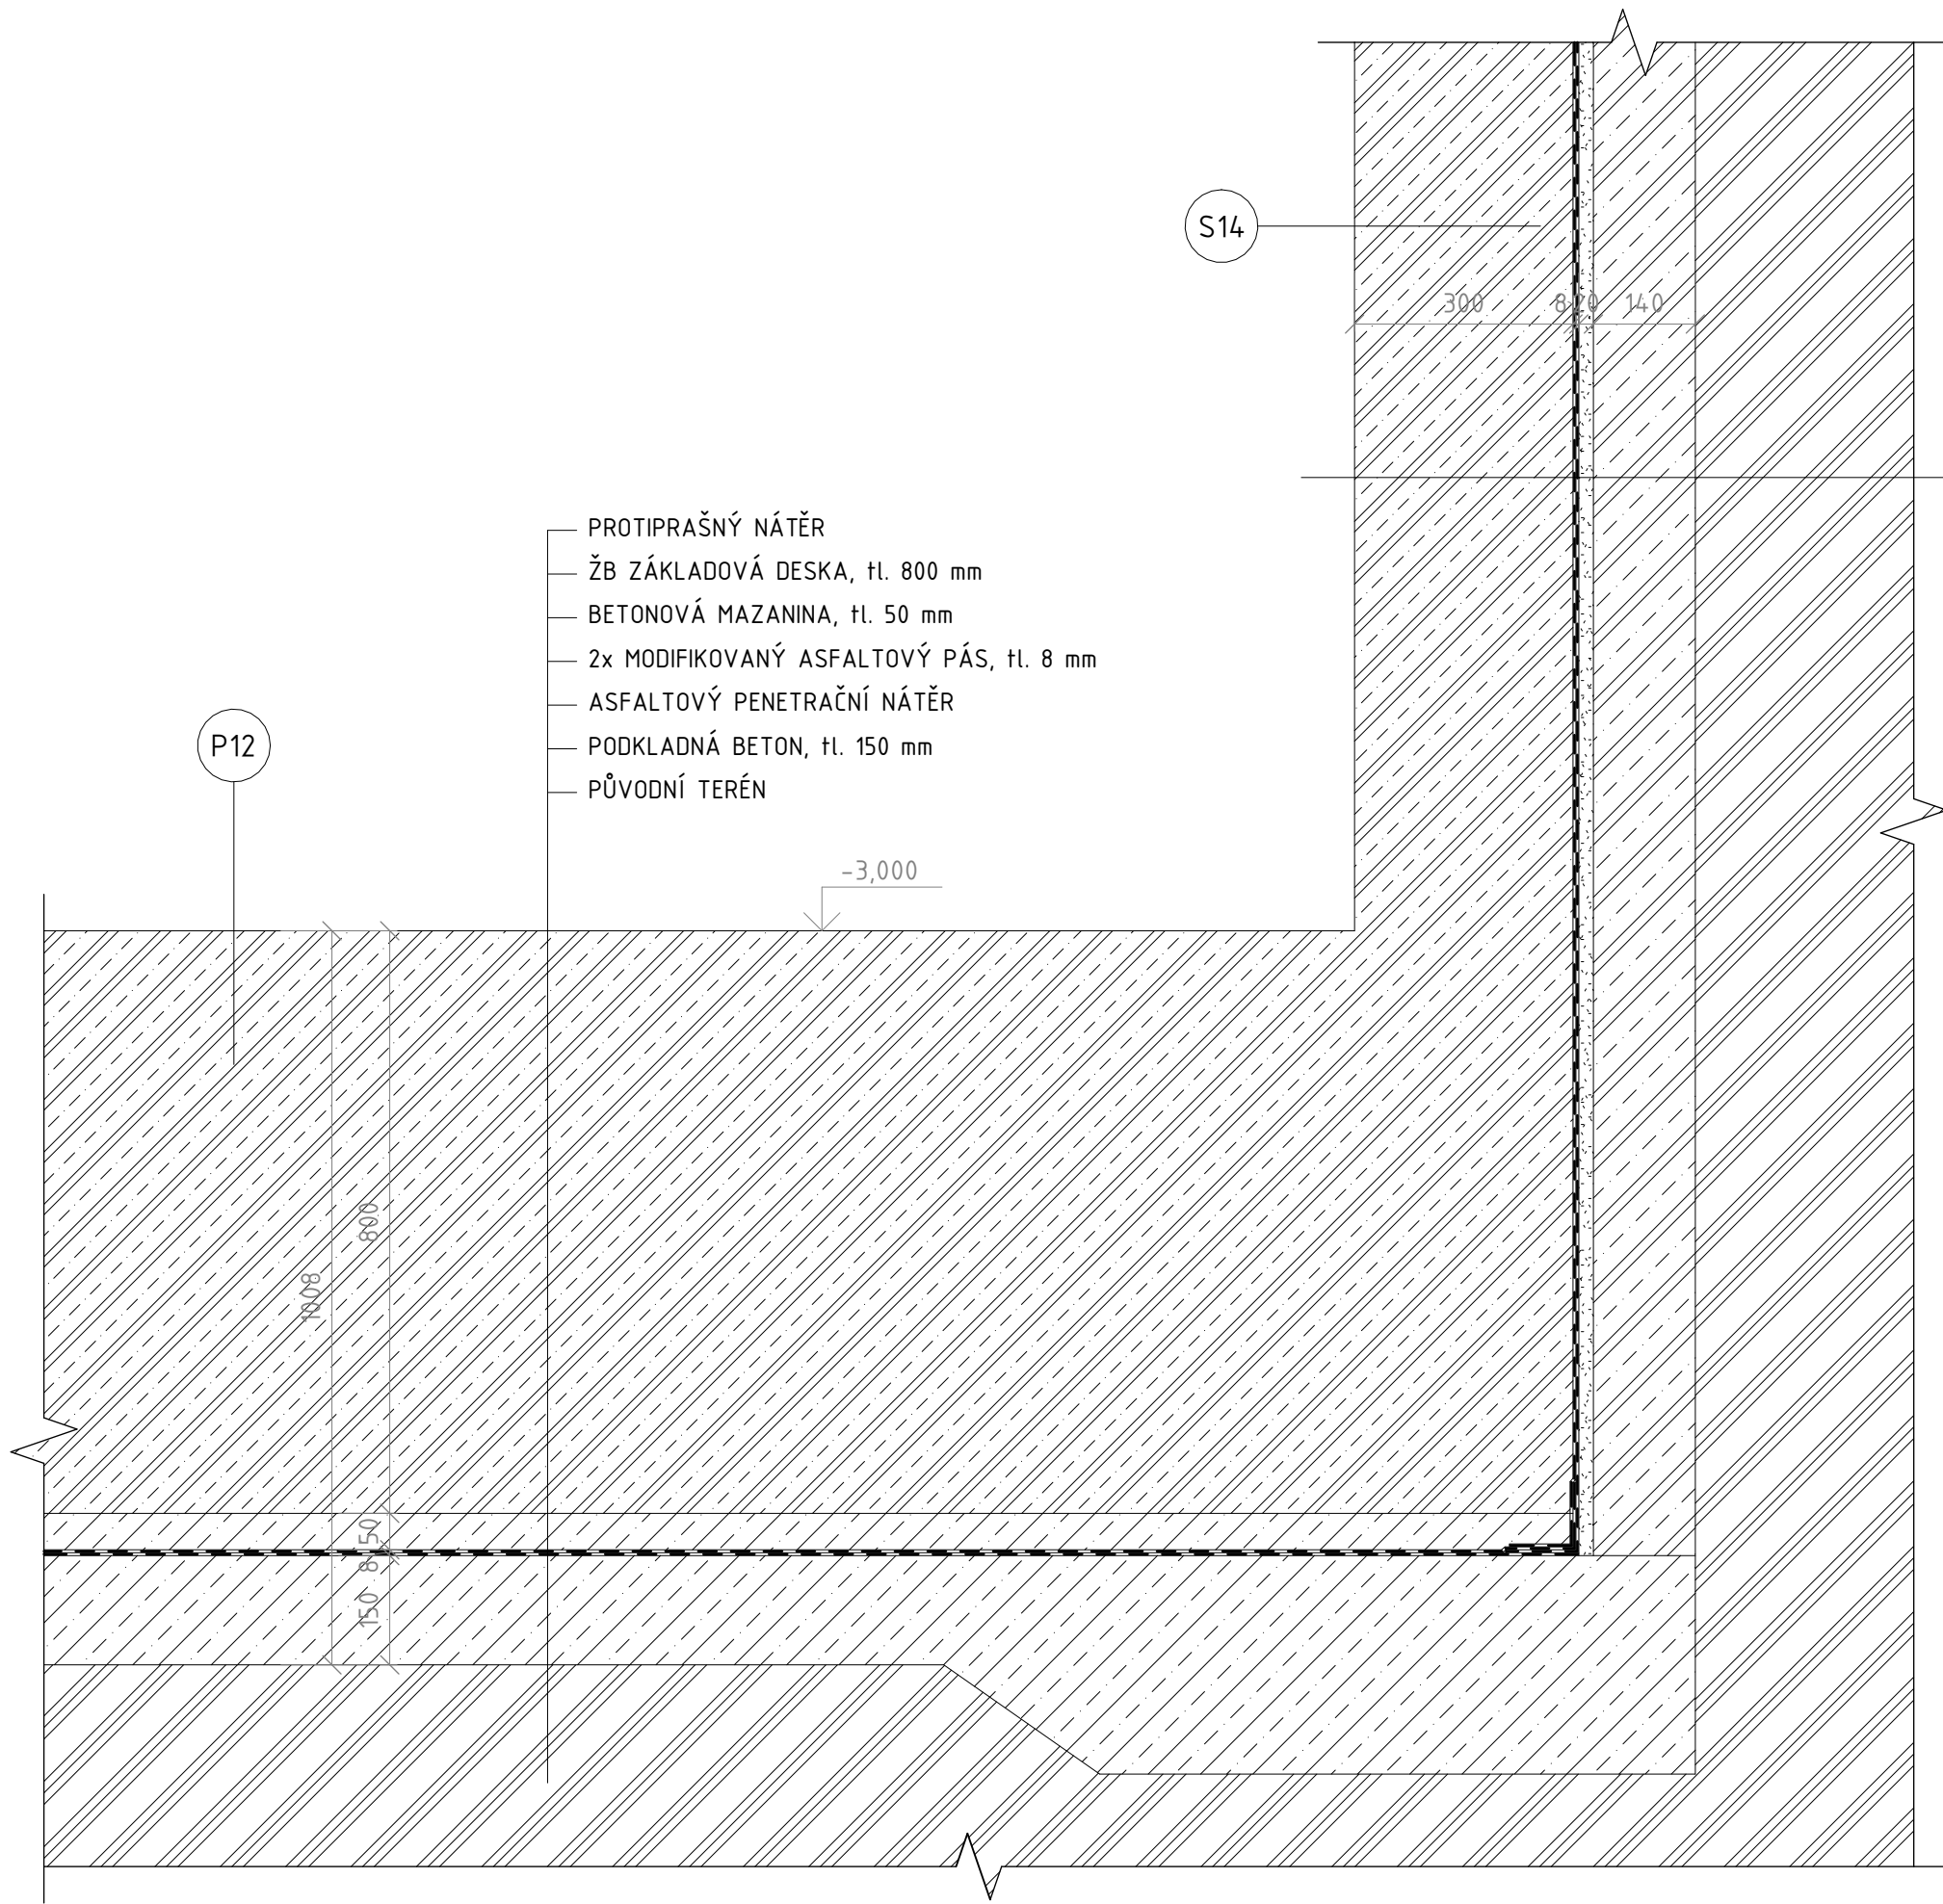 S14
300
8
20
140
PROTIPRAŠNÝ NÁTĚR
ŽB ZÁKLADOVÁ DESKA, tl. 800 mm
BETONOVÁ MAZANINA, tl. 50 mm
2x MODIFIKOVANÝ ASFALTOVÝ PÁS, tl. 8 mm
ASFALTOVÝ PENETRAČNÍ NÁTĚR
PODKLADNÁ BETON, tl. 150 mm
PŮVODNÍ TERÉN
P12
-3,000
800
1008
50
8
150